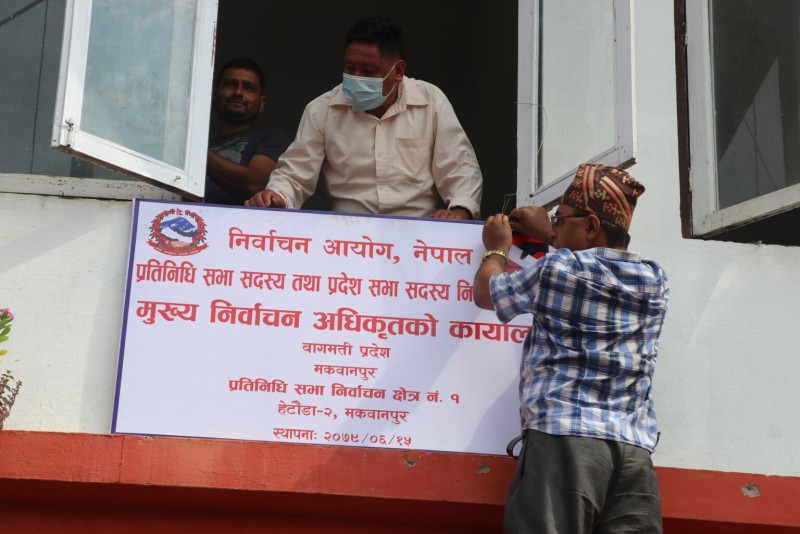 निर्वाचन आयोग, नेपाल
प्रतिनिधि सभा सदस्य तथा प्रदेश सभा सदस्य
मुख्य निर्वाचन अधिकृतको
बागमती प्रदेश
मकवानपुर
प्रतिनिधि सभा निर्वाचन क्षेत्र नं. १
हेटौंडा-२, मकवानपुर
स्थापना: २०७९/०६/१५